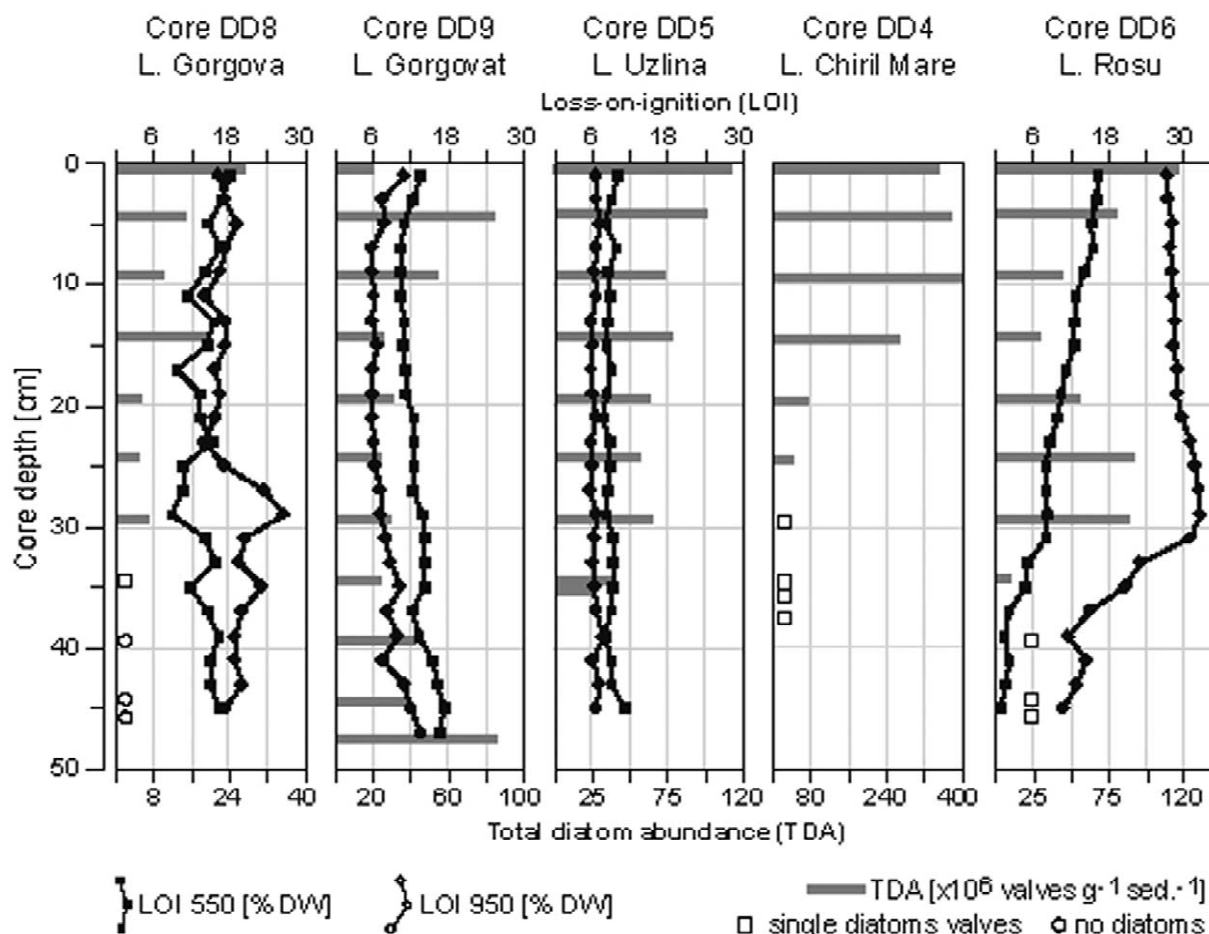 Core DD8 Core DD9 Core DD5 Core DD4 Core DD6
L. Gorgova L. Gorgovat L. Uzlina L. Chiril Mare L. Rosu
Loss-on-ignition (LOI)
6 18 30 6 18 30 6 18 30 6 18 30
0
10
20
30
40
50
Core depth [cm]
8 24 40 20 60 100 25 75 120 80 240 400 25 75 120
Total diatom abundance (TDA)
LOI 550 [% DW] LOI 950 [% DW] TDA [x10⁶ valves g⁻¹ sed.⁻¹]
single diatoms valves no diatoms